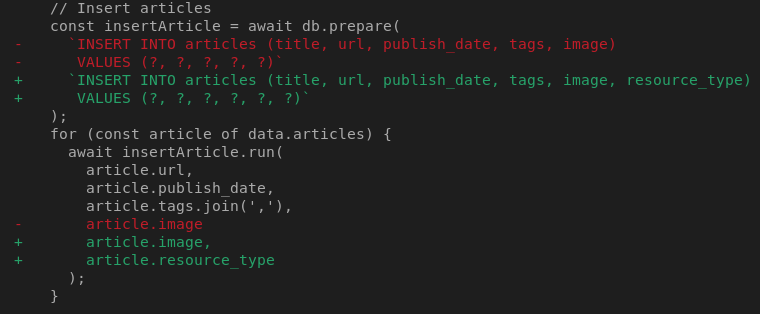 // Insert articles
    const insertArticle = await db.prepare(
-     `INSERT INTO articles (title, url, publish_date, tags, image)
-      VALUES (?, ?, ?, ?, ?)`
+     `INSERT INTO articles (title, url, publish_date, tags, image, resource_type)
+      VALUES (?, ?, ?, ?, ?, ?)`
    );
    for (const article of data.articles) {
      await insertArticle.run(
        article.url,
        article.publish_date,
        article.tags.join(','),
-       article.image
+       article.image,
+       article.resource_type
      );
    }